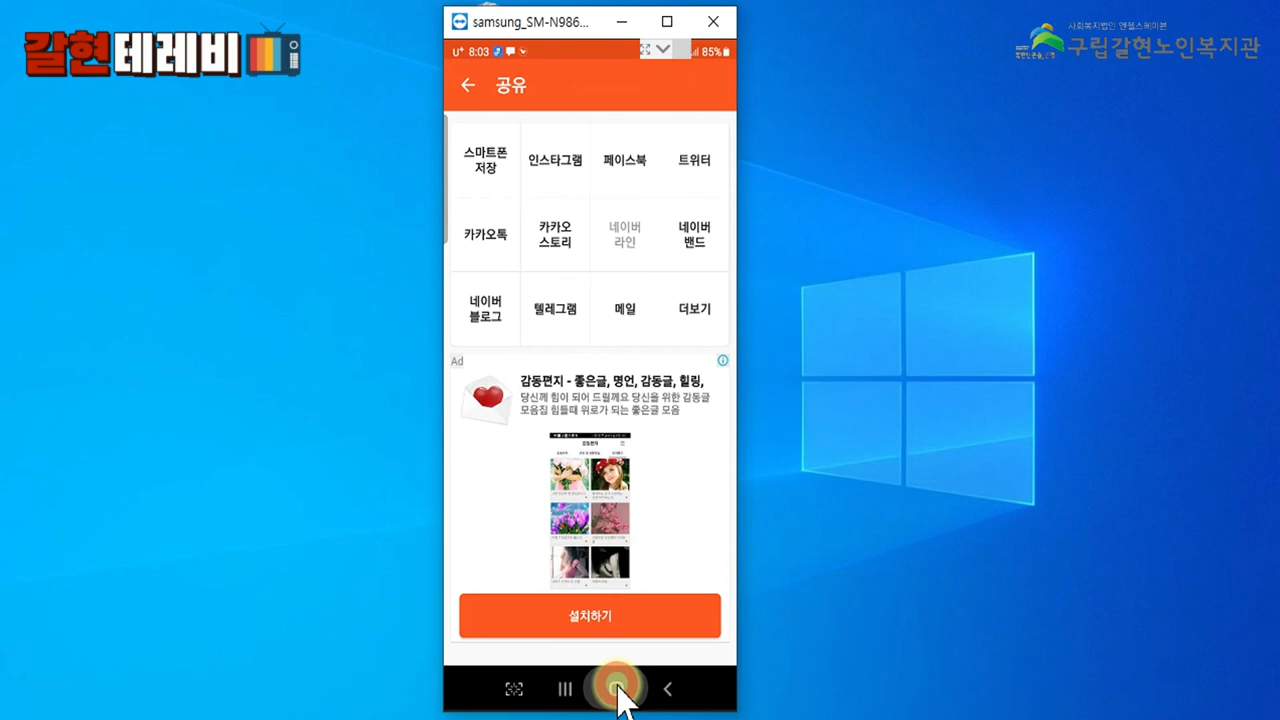 갈현테레비
사회복지법인 엔젤스헤이븐
구립갈현노인복지관
samsung_SM-N986...
U+ 8:03
85%
공유
스마트폰
저장
인스타그램
페이스북
트위터
카카오톡
카카오
스토리
네이버
라인
네이버
밴드
네이버
블로그
텔레그램
메일
더보기
Ad
감동편지 - 좋은글, 명언, 감동글, 힐링,
당신께 힘이 되어 드릴께요 당신을 위한 감동글
모음집 힘들때 위로가 되는 좋은글 모음
감동편지
설치하기